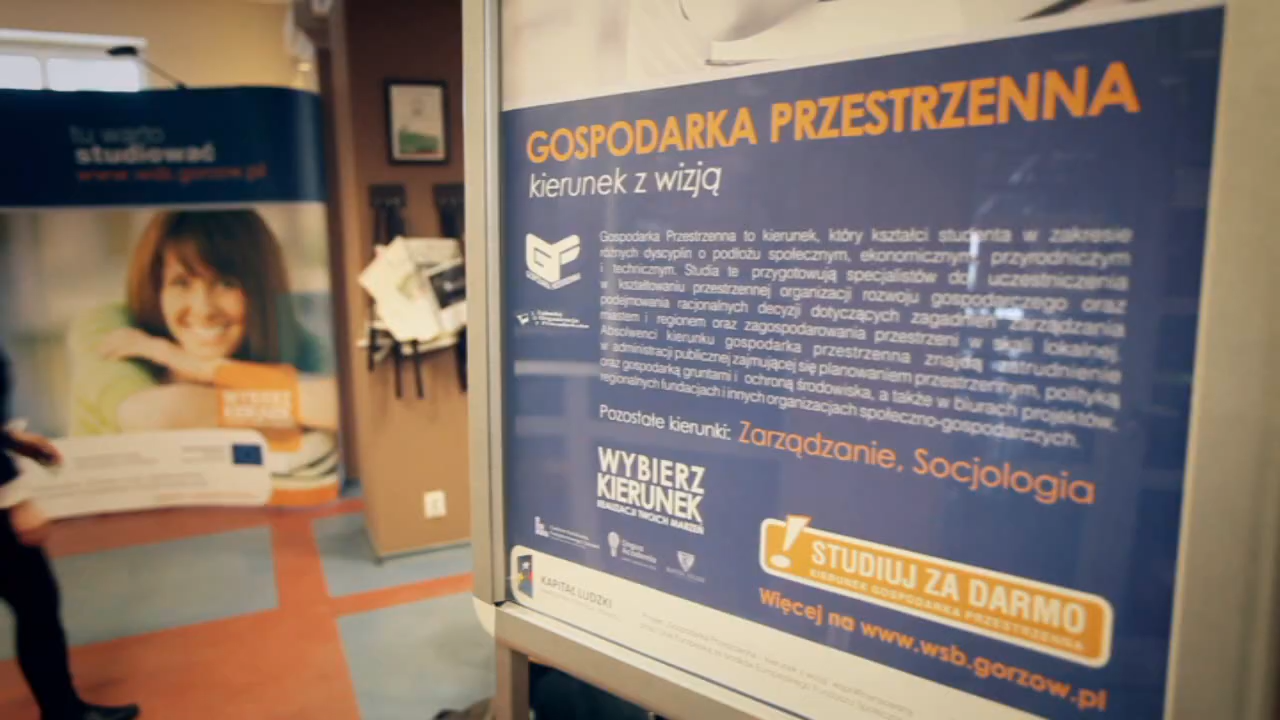 tu warto
studiować
www.wsb.gorzow.pl
WYBIERZ
KIERUNEK
GOSPODARKA PRZESTRZENNA
kierunek z wizją
Gospodarka Przestrzenna to kierunek, który kształci studenta w zakresie
różnych dyscyplin o podłożu społecznym, ekonomicznym, przyrodniczym
i technicznym. Studia te przygotowują specjalistów do uczestniczenia
w kształtowaniu przestrzennej organizacji rozwoju gospodarczego oraz
podejmowania racjonalnych decyzji dotyczących zagadnień zarządzania
miastem i regionem oraz zagospodarowania przestrzeni w skali lokalnej.
Absolwenci kierunku gospodarka przestrzenna znajdą zatrudnienie
w administracji publicznej zajmującej się planowaniem przestrzennym, polityką
oraz gospodarką gruntami i ochroną środowiska, a także w biurach projektów,
regionalnych fundacjach i innych organizacjach społeczno-gospodarczych.
Pozostałe kierunki: Zarządzanie, Socjologia
WYBIERZ
KIERUNEK
REALIZACJI TWOICH MARZEŃ
STUDIUJ ZA DARMO
KIERUNEK GOSPODARKA PRZESTRZENNA
Więcej na www.wsb.gorzow.pl
KAPITAŁ LUDZKI